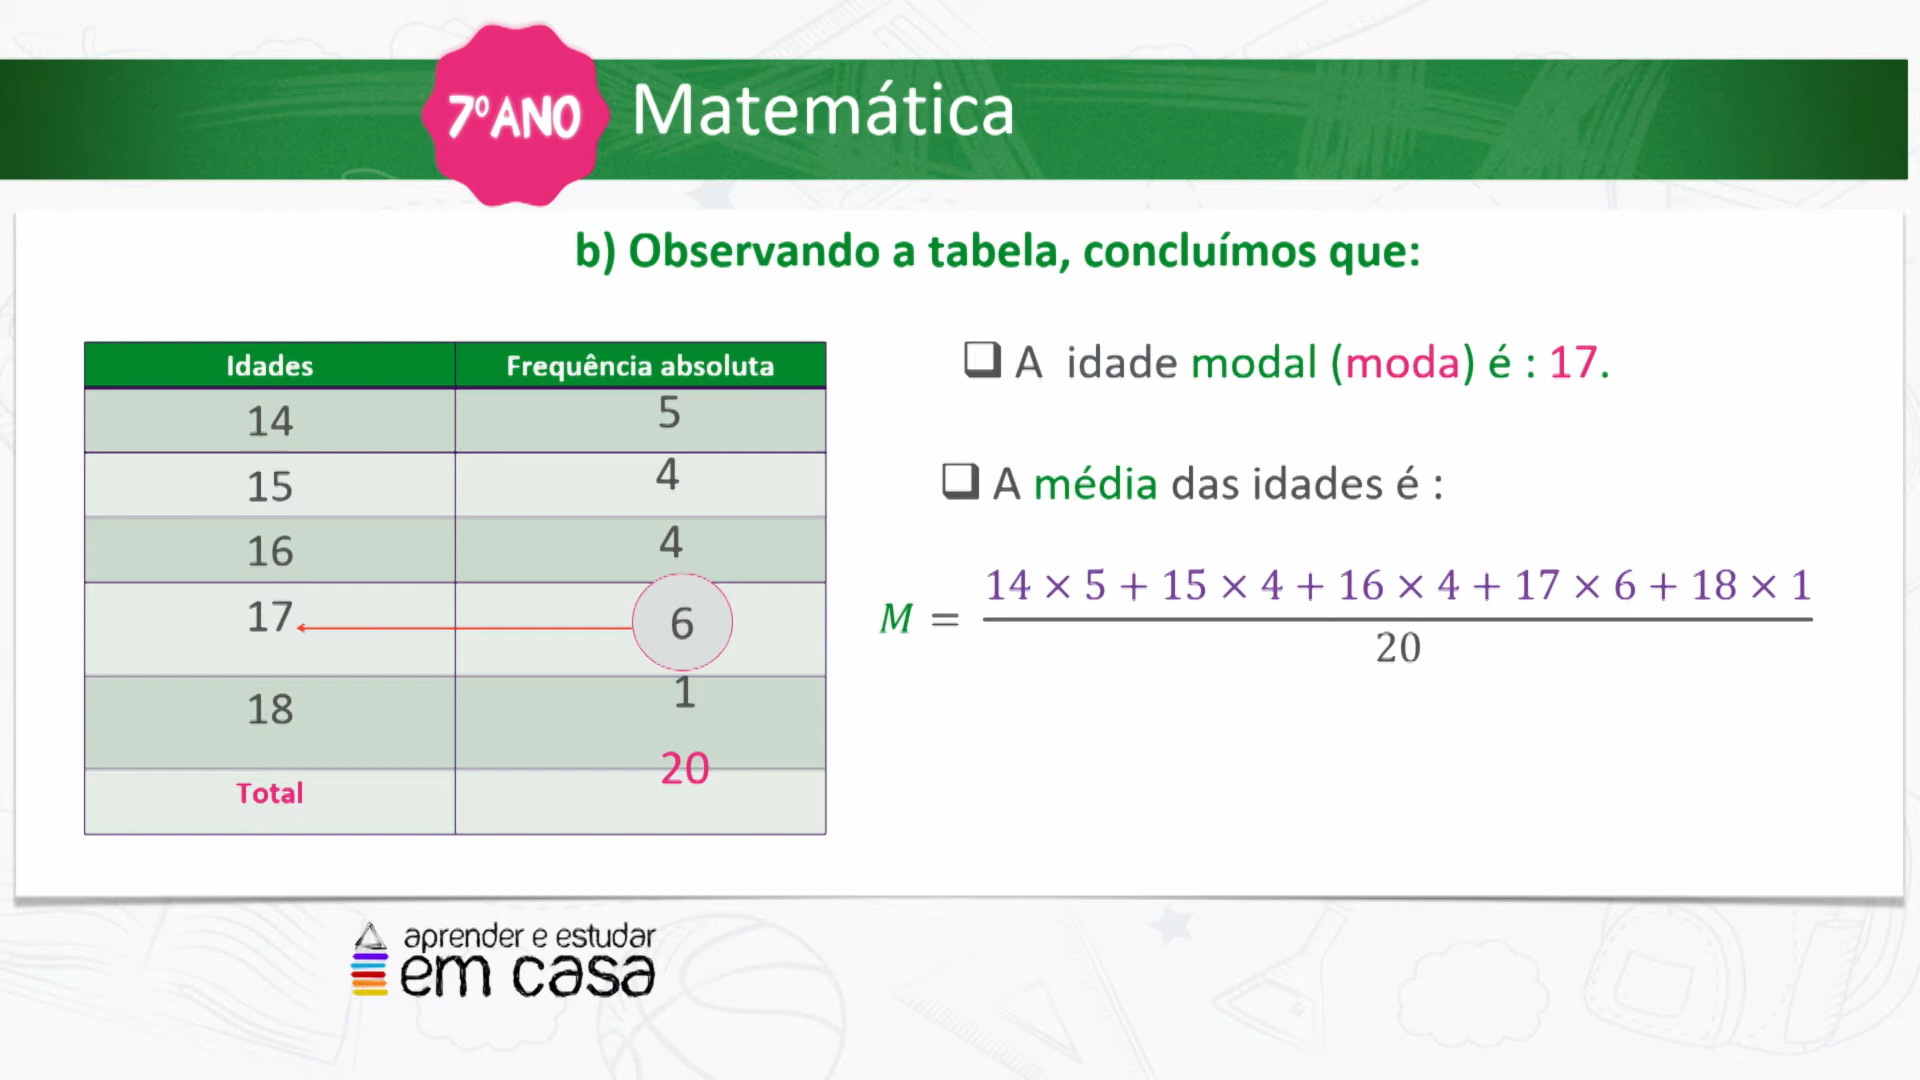 7ºANO Matemática
b) Observando a tabela, concluímos que:
Idades Frequência absoluta
14 5
15 4
16 4
17 6
18 1
Total 20
A idade modal (moda) é : 17.
A média das idades é :
M = \frac{14 × 5 + 15 × 4 + 16 × 4 + 17 × 6 + 18 × 1}{20}
aprender e estudar
em casa